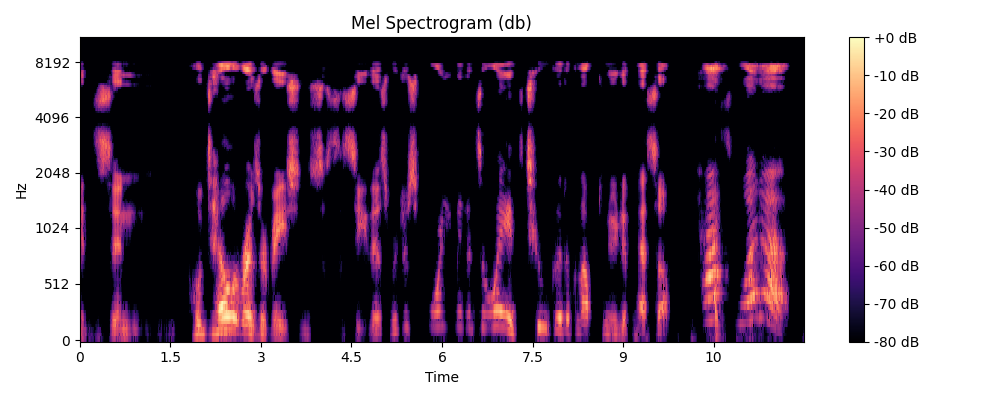 Mel Spectrogram (db)
8192
4096
2048
1024
512
0
Hz
0 1.5 3 4.5 6 7.5 9 10
Time
+0 dB
-10 dB
-20 dB
-30 dB
-40 dB
-50 dB
-60 dB
-70 dB
-80 dB